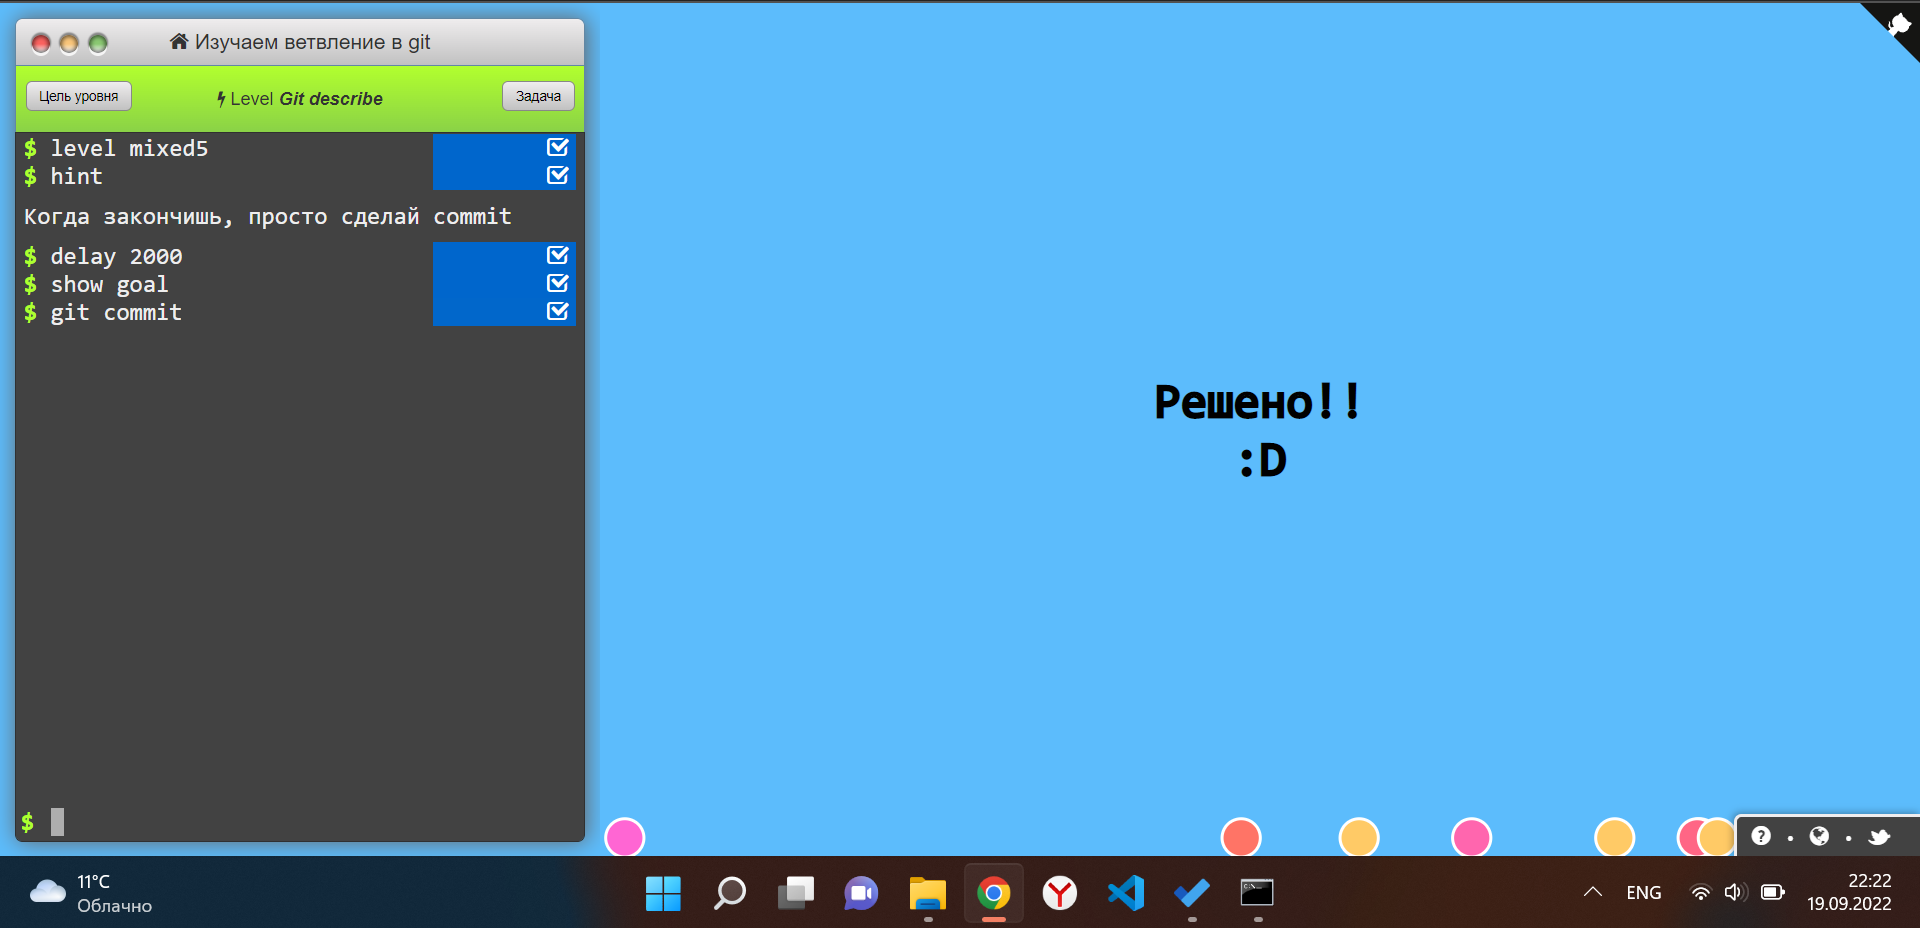 Изучаем ветвление в git
Цель уровня
Level Git describe
Задача
$ level mixed5
$ hint
Когда закончишь, просто сделай commit
$ delay 2000
$ show goal
$ git commit
$
Решено!!
:D
11°C
Облачно
ENG
22:22
19.09.2022